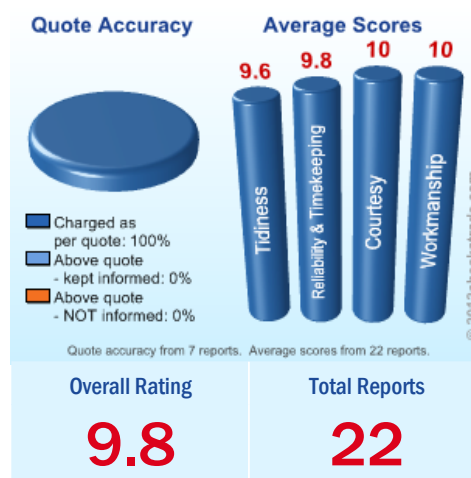 Quote Accuracy
Average Scores
9.6
9.8
10
10
Tidiness
Reliability & Timekeeping
Courtesy
Workmanship
Charged as
per quote: 100%
Above quote
- kept informed: 0%
Above quote
- NOT informed: 0%
Quote accuracy from 7 reports. Average scores from 22 reports.
Overall Rating
Total Reports
9.8
22